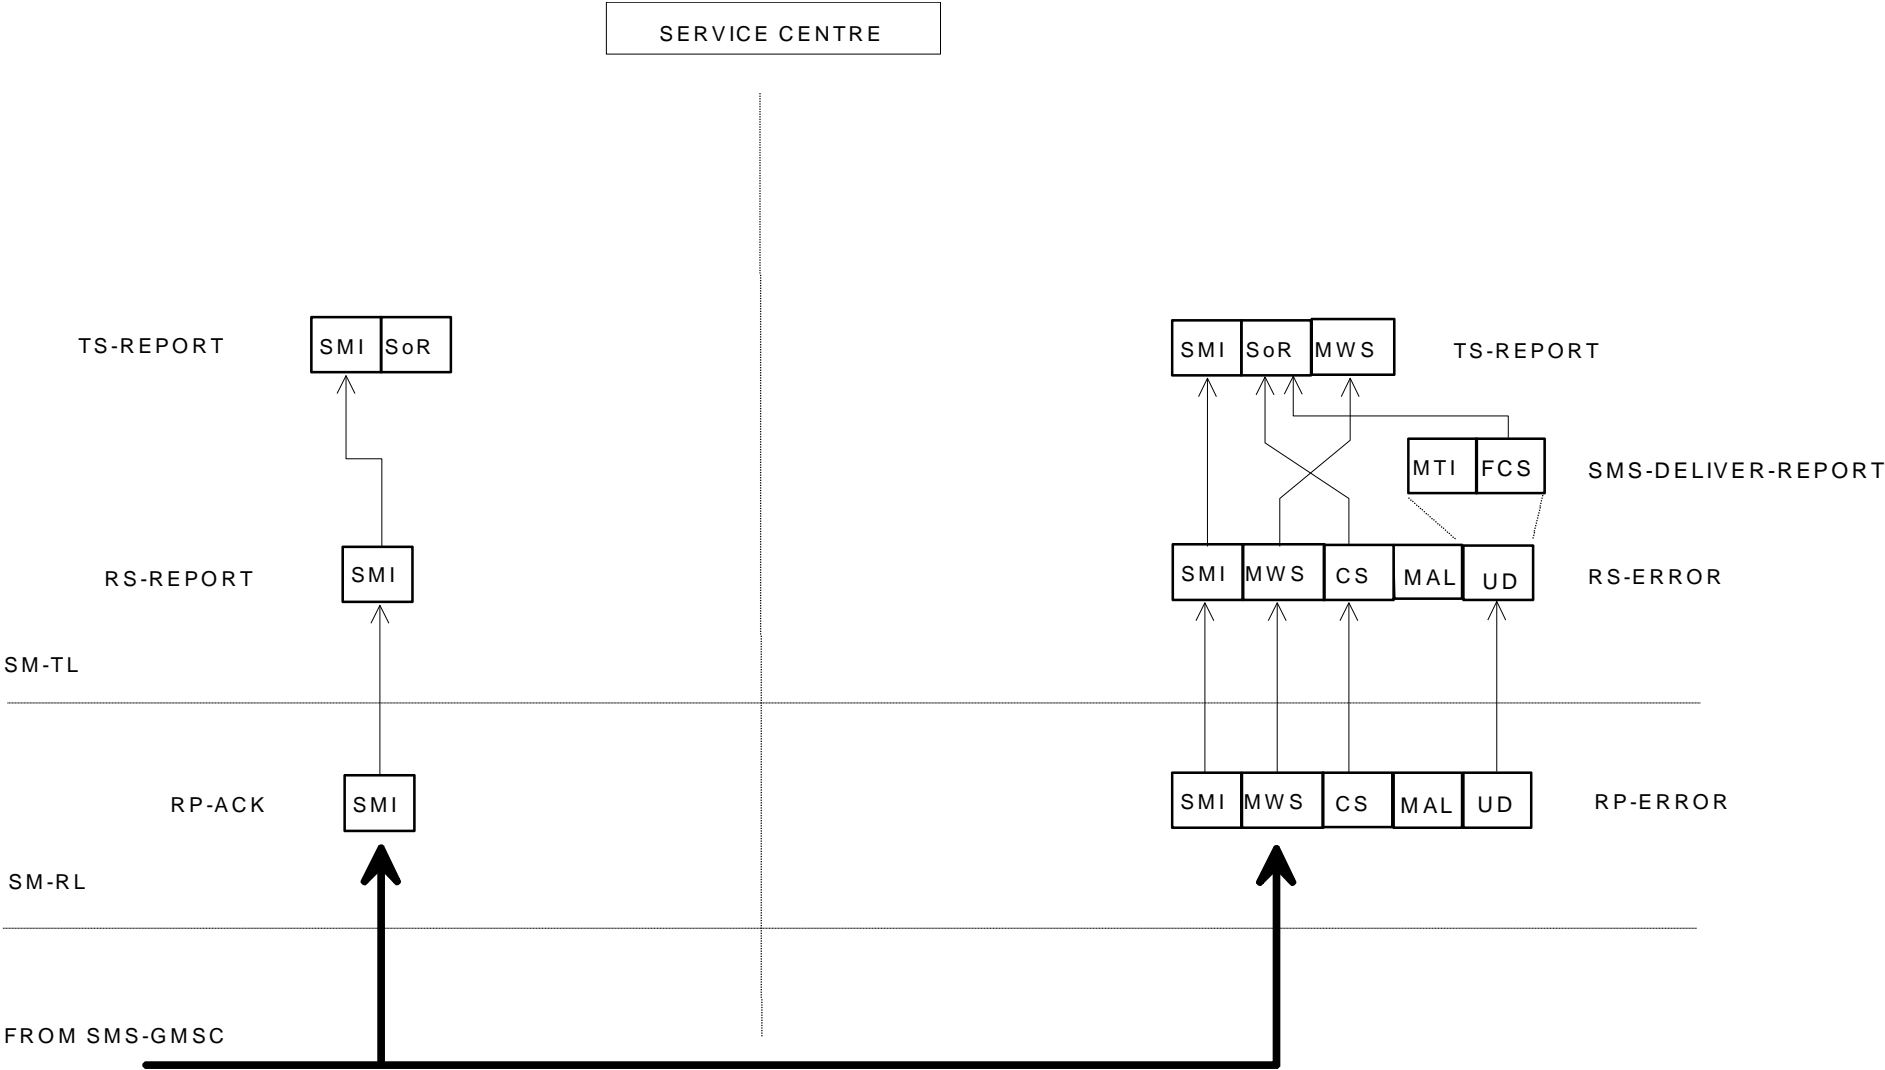 SERVICE CENTRE
TS-REPORT SMI SoR SMI SoR MWS TS-REPORT
MTI FCS SMS-DELIVER-REPORT
RS-REPORT SMI SMI MWS CS MAL UD RS-ERROR
SM-TL
RP-ACK SMI SMI MWS CS MAL UD RP-ERROR
SM-RL
FROM SMS-GMSC